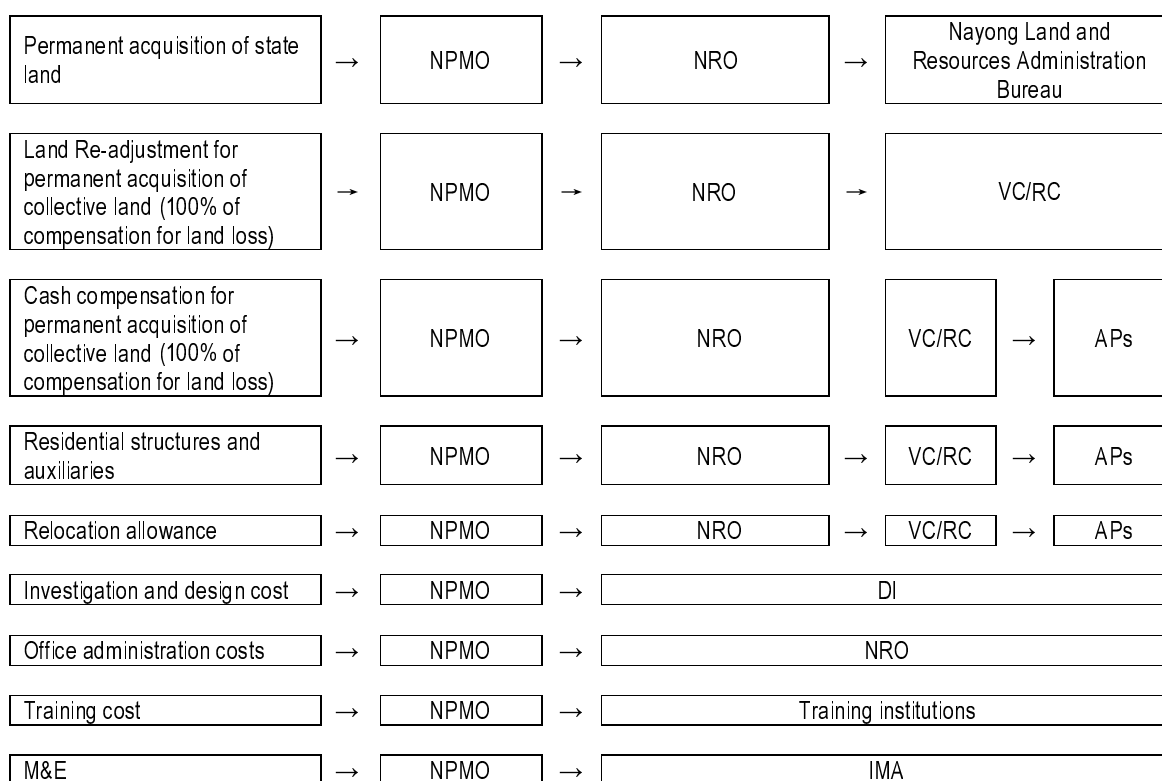 Permanent acquisition of state
land
→
NPMO
→
NRO
→
Nayong Land and
Resources Administration
Bureau
Land Re-adjustment for
permanent acquisition of
collective land (100% of
compensation for land loss)
→
NPMO
→
NRO
→
VC/RC
Cash compensation for
permanent acquisition of
collective land (100% of
compensation for land loss)
→
NPMO
→
NRO
VC/RC
→
APs
Residential structures and
auxiliaries
→
NPMO
→
NRO
→
VC/RC
→
APs
Relocation allowance
→
NPMO
→
NRO
→
VC/RC
→
APs
Investigation and design cost
→
NPMO
→
DI
Office administration costs
→
NPMO
→
NRO
Training cost
→
NPMO
→
Training institutions
M&E
→
NPMO
→
IMA